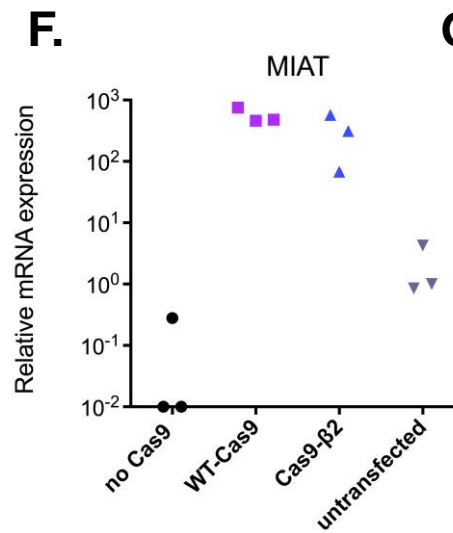 F.
MIAT
Relative mRNA expression
10³
10²
10¹
10⁰
10⁻¹
10⁻²
no Cas9
WT-Cas9
Cas9-β2
untransfected